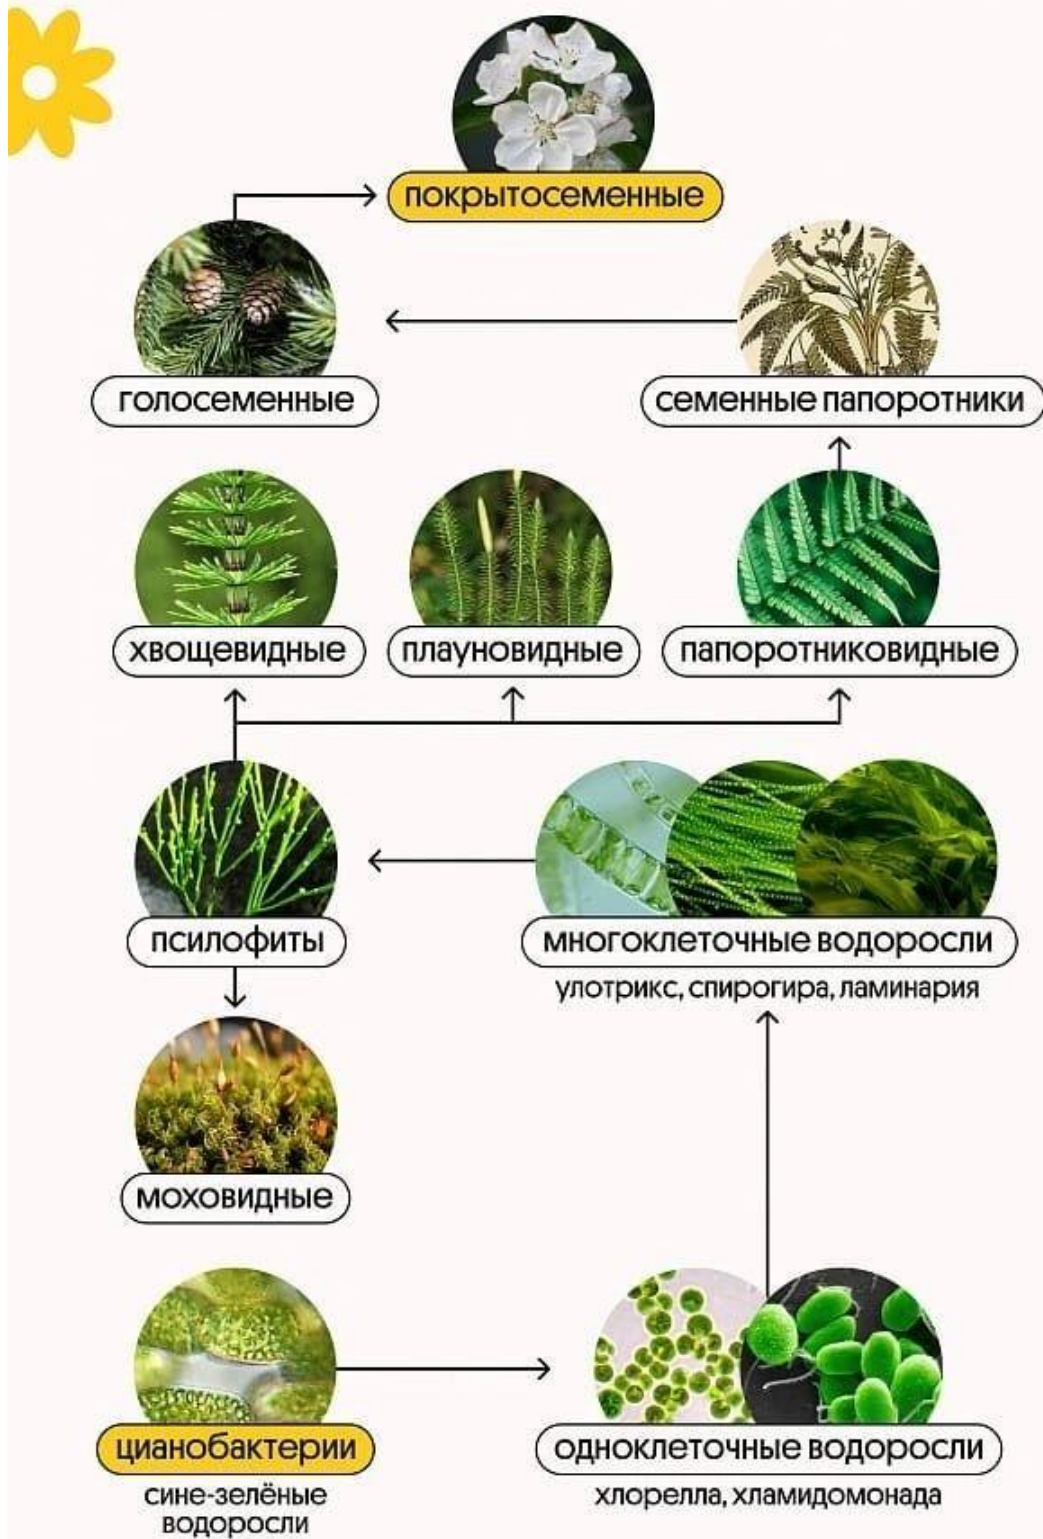 покрытосеменные
голосеменные
семенные папоротники
хвощевидные
плауновидные
папоротниковидные
псилофиты
многоклеточные водоросли
улотрикс, спирогира, ламинария
моховидные
цианобактерии
сине-зелёные
водоросли
одноклеточные водоросли
хлорелла, хламидомонада